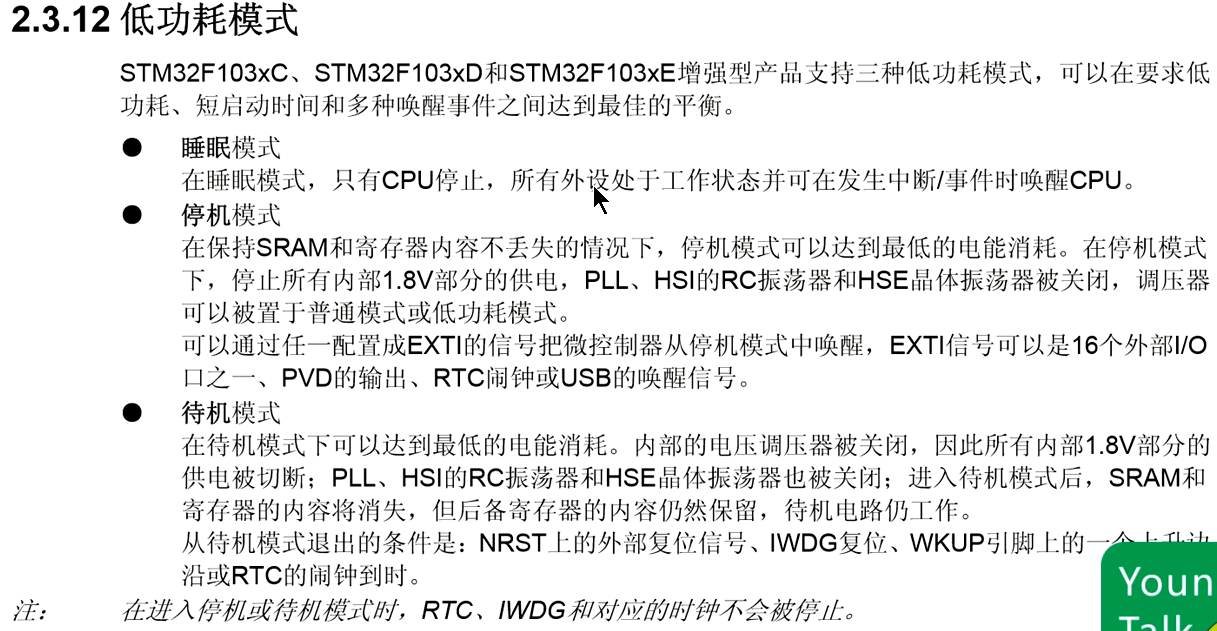 2.3.12 低功耗模式
STM32F103xC、STM32F103xD和STM32F103xE增强型产品支持三种低功耗模式，可以在要求低
功耗、短启动时间和多种唤醒事件之间达到最佳的平衡。
● 睡眠模式
在睡眠模式，只有CPU停止，所有外设处于工作状态并可在发生中断/事件时唤醒CPU。
● 停机模式
在保持SRAM和寄存器内容不丢失的情况下，停机模式可以达到最低的电能消耗。在停机模式
下，停止所有内部1.8V部分的供电，PLL、HSI的RC振荡器和HSE晶体振荡器被关闭，调压器
可以被置于普通模式或低功耗模式。
可以通过任一配置成EXTI的信号把微控制器从停机模式中唤醒，EXTI信号可以是16个外部I/O
口之一、PVD的输出、RTC闹钟或USB的唤醒信号。
● 待机模式
在待机模式下可以达到最低的电能消耗。内部的电压调压器被关闭，因此所有内部1.8V部分的
供电被切断；PLL、HSI的RC振荡器和HSE晶体振荡器也被关闭；进入待机模式后，SRAM和
寄存器的内容将消失，但后备寄存器的内容仍然保留，待机电路仍工作。
从待机模式退出的条件是：NRST上的外部复位信号、IWDG复位、WKUP引脚上的一个上升边
沿或RTC的闹钟到时。
注： 在进入停机或待机模式时，RTC、IWDG和对应的时钟不会被停止。
Youn
Talk